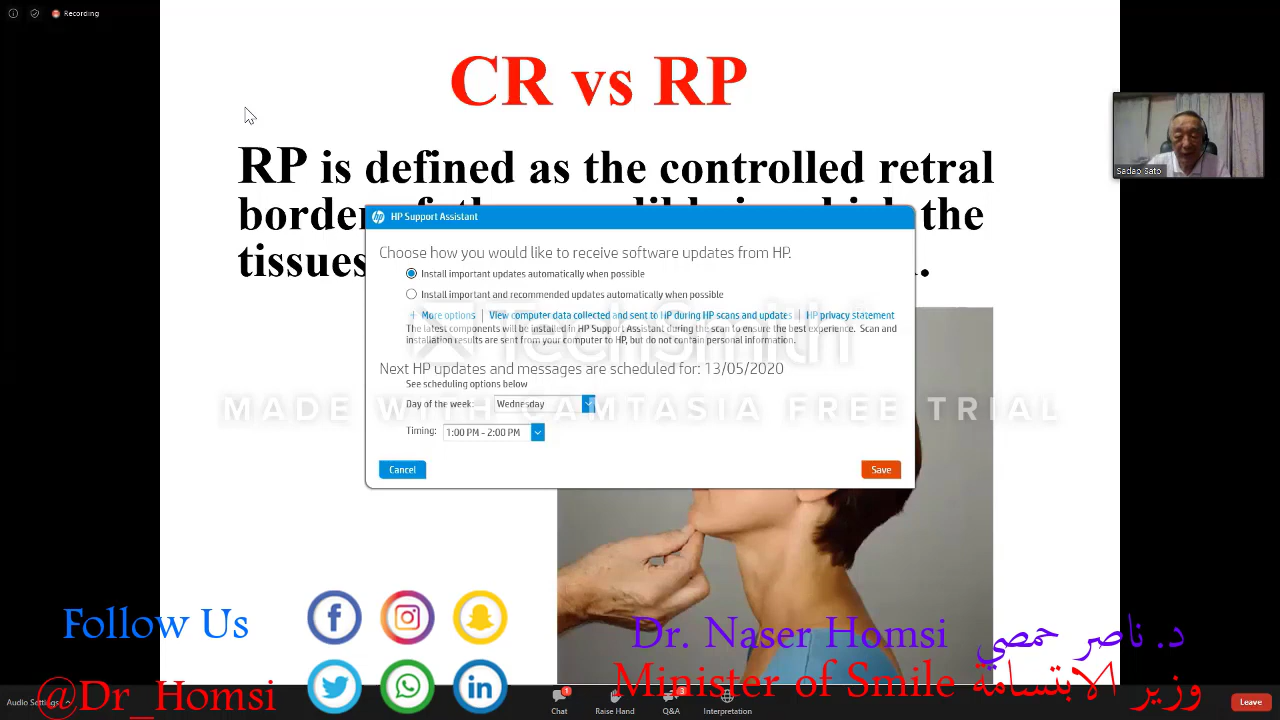 Recording
CR vs RP
Sadao Sato
RP is defined as the controlled retral
border the
tissues
HP Support Assistant
Choose how you would like to receive software updates from HP.
Install important updates automatically when possible
Install important and recommended updates automatically when possible
+ More options | View computer data collected and sent to HP during HP scans and updates | HP privacy statement
The latest components will be installed in HP Support Assistant during the scan to ensure the best experience. Scan and
installation results are sent from your computer to HP, but do not contain personal information.
TechSmith
Next HP updates and messages are scheduled for: 13/05/2020
See scheduling options below
Day of the week: Wednesday
MADE WITH CAMTASIA FREE TRIAL
Timing: 1:00 PM - 2:00 PM
Cancel
Save
Follow Us
Dr. Naser Homsi د. ناصر حمصي
Minister of Smile وزير الابتسامة
@Dr_Homsi
Audio Settings
1
Chat
Raise Hand
3
Q&A
Interpretation
Leave